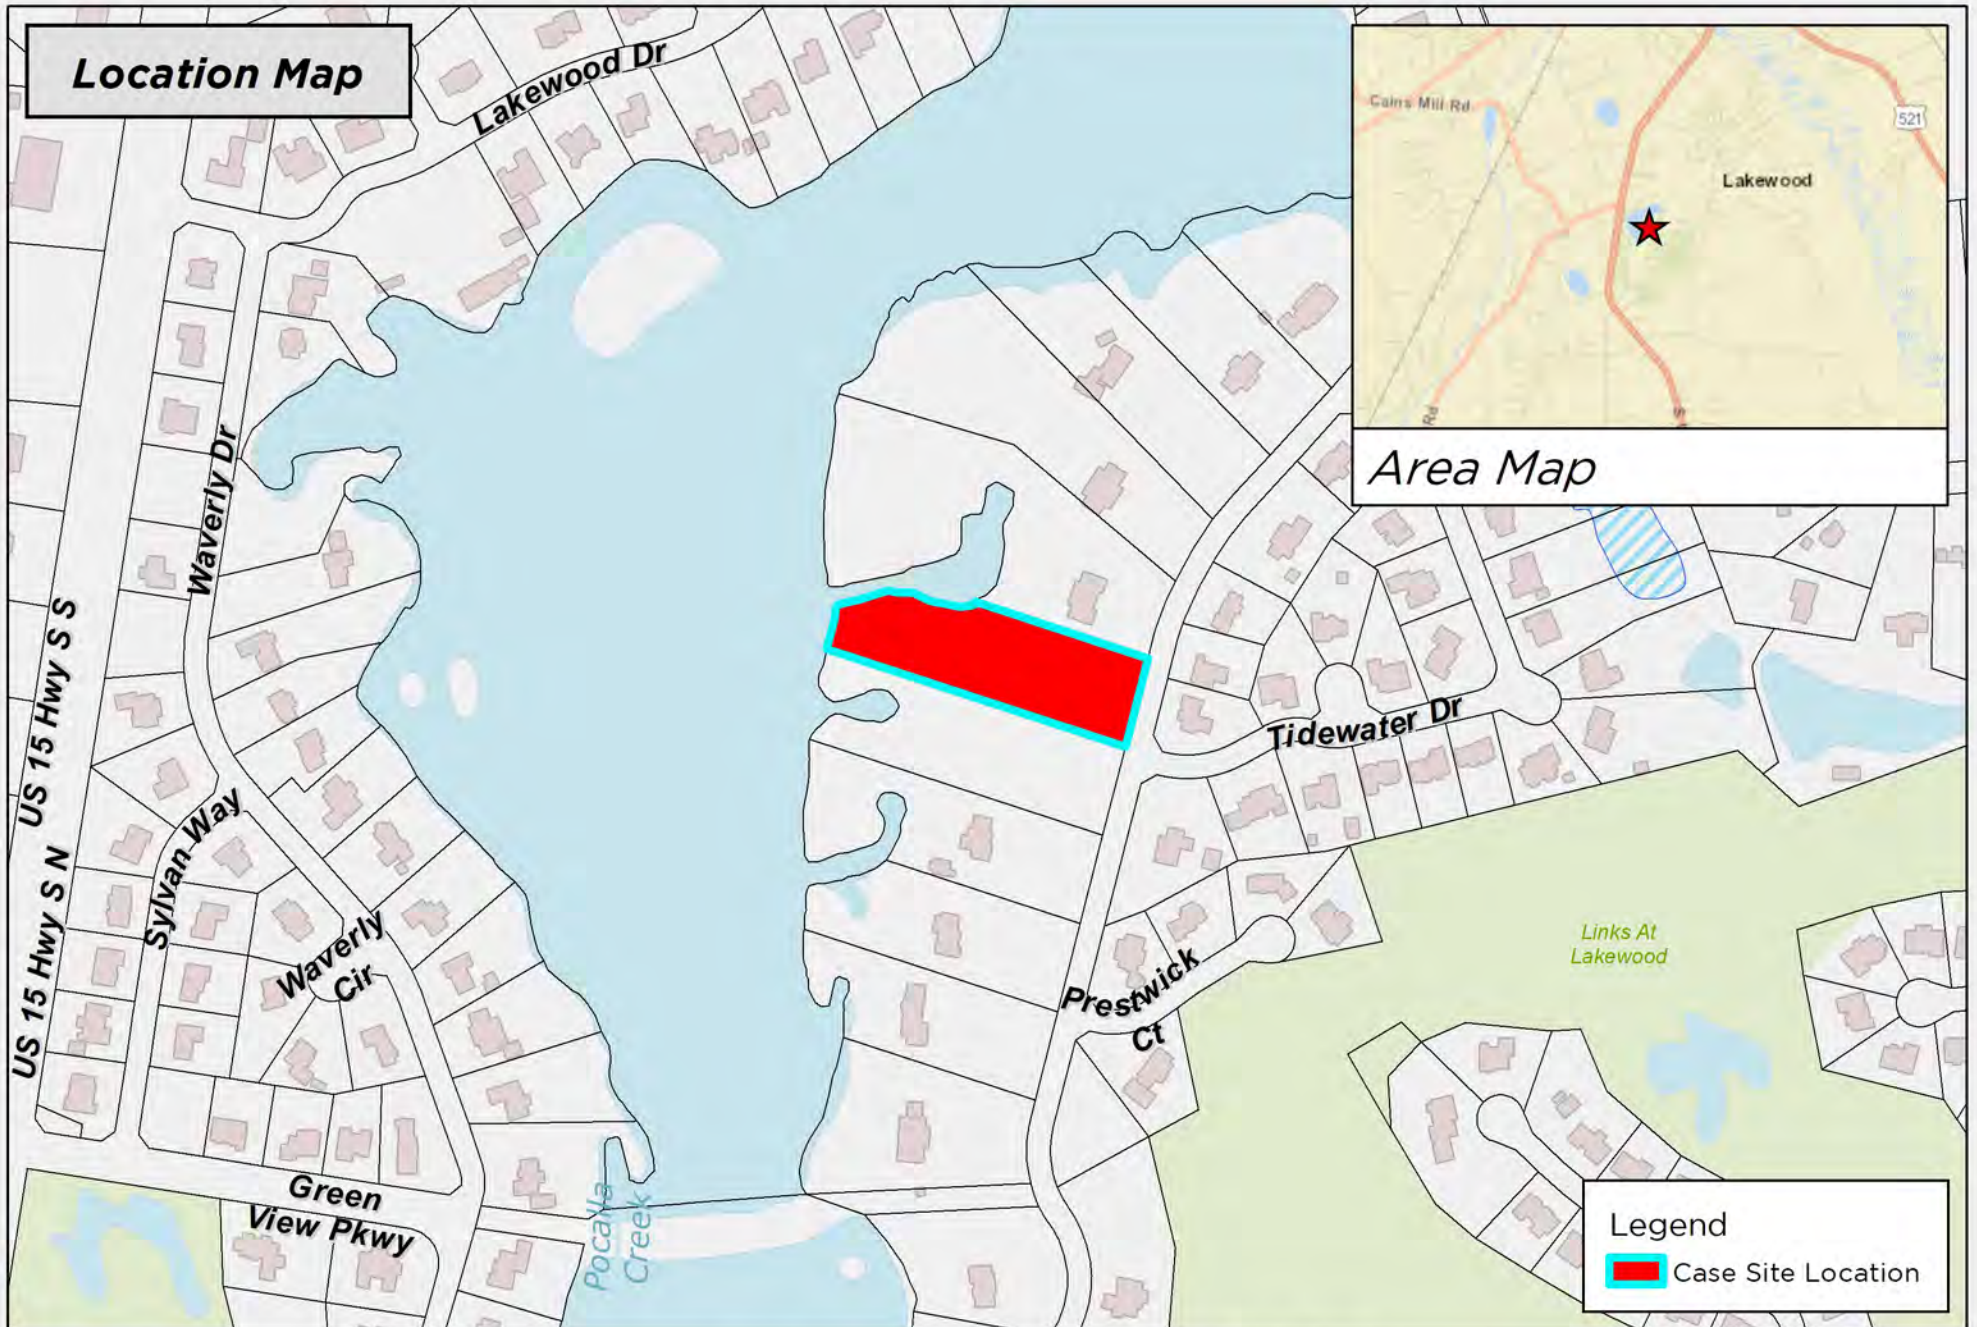 Location Map
Lakewood Dr
Cains Mill Rd
521
Lakewood
Rd
S
Area Map
Waverly Dr
US 15 Hwy S S
Tidewater Dr
Sylvan Way
US 15 Hwy S N
Waverly
Cir
Links At
Lakewood
Prestwick
Ct
Green
View Pkwy
Pocalla
Creek
Legend
Case Site Location